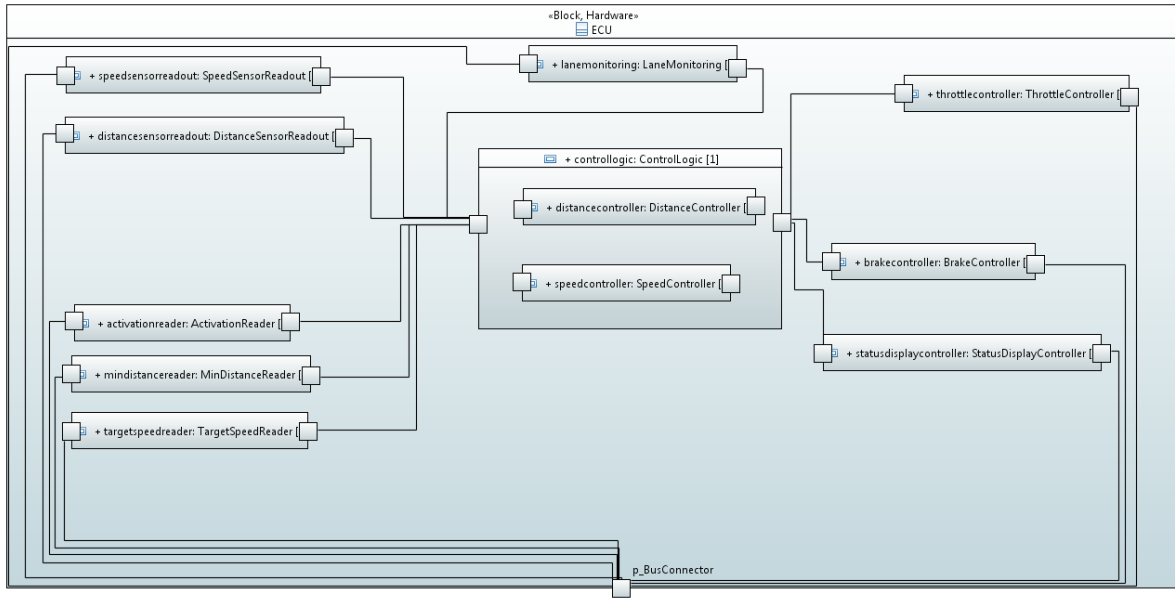 «Block, Hardware»
ECU
+ speedsensorreadout: SpeedSensorReadout [
+ lanemonitoring: LaneMonitoring [
+ throttlecontroller: ThrottleController [
+ distancesensorreadout: DistanceSensorReadout [
+ controllogic: ControlLogic [1]
+ distancecontroller: DistanceController [
+ brakecontroller: BrakeController [
+ speedcontroller: SpeedController [
+ activationreader: ActivationReader [
+ statusdisplaycontroller: StatusDisplayController [
+ mindistancereader: MinDistanceReader [
+ targetspeedreader: TargetSpeedReader [
p_BusConnector